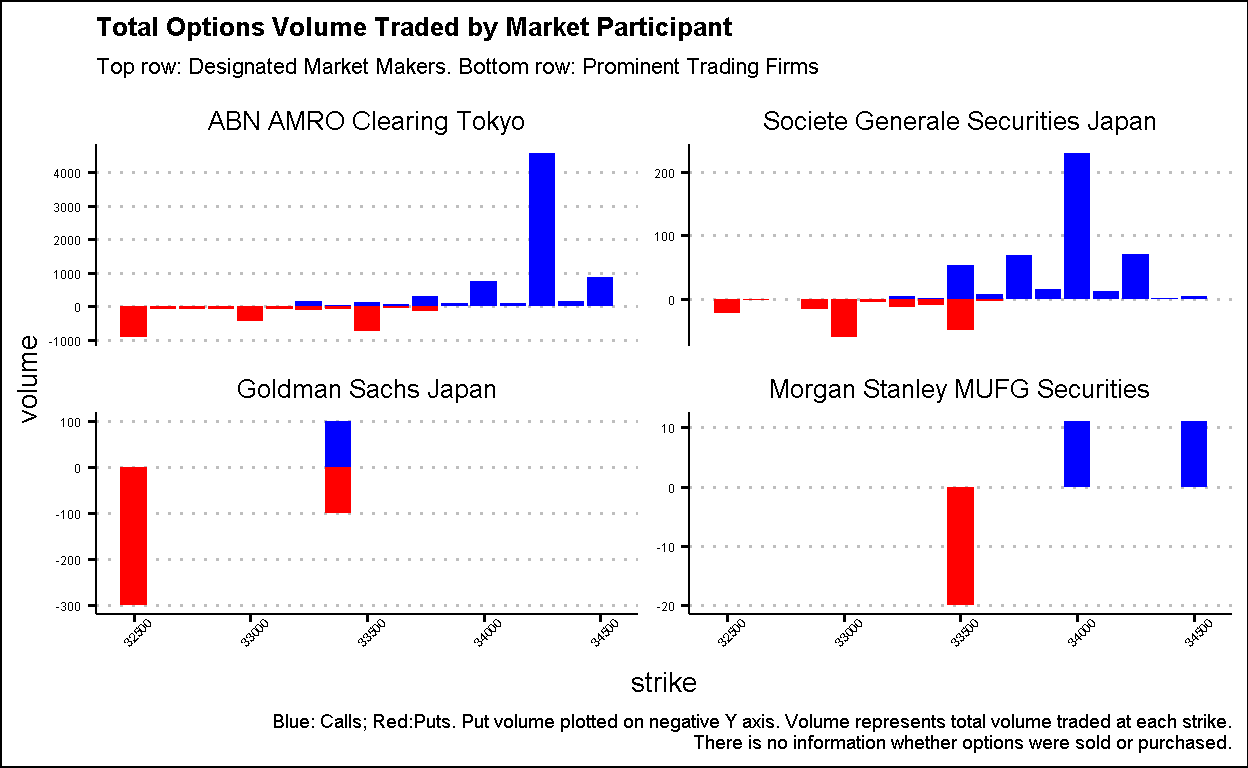 Total Options Volume Traded by Market Participant
Top row: Designated Market Makers. Bottom row: Prominent Trading Firms
ABN AMRO Clearing Tokyo
Societe Generale Securities Japan
4000
3000
2000
1000
0
-1000
200
100
0
volume
Goldman Sachs Japan
Morgan Stanley MUFG Securities
100
0
-100
-200
-300
10
0
-10
-20
32500 33000 33500 34000 34500
32500 33000 33500 34000 34500
strike
Blue: Calls; Red:Puts. Put volume plotted on negative Y axis. Volume represents total volume traded at each strike.
There is no information whether options were sold or purchased.